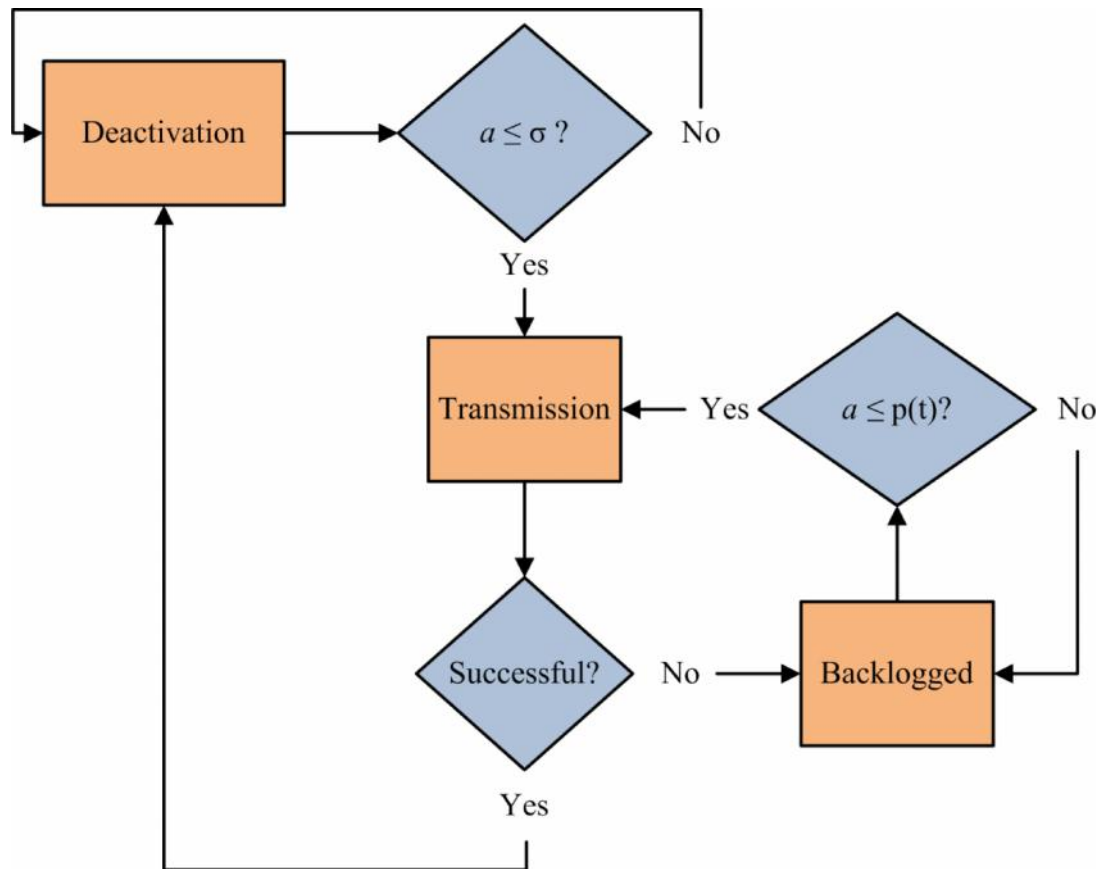 Deactivation
a ≤ σ ?
No
Yes
Transmission
Yes
a ≤ p(t)?
No
Successful?
No
Backlogged
Yes